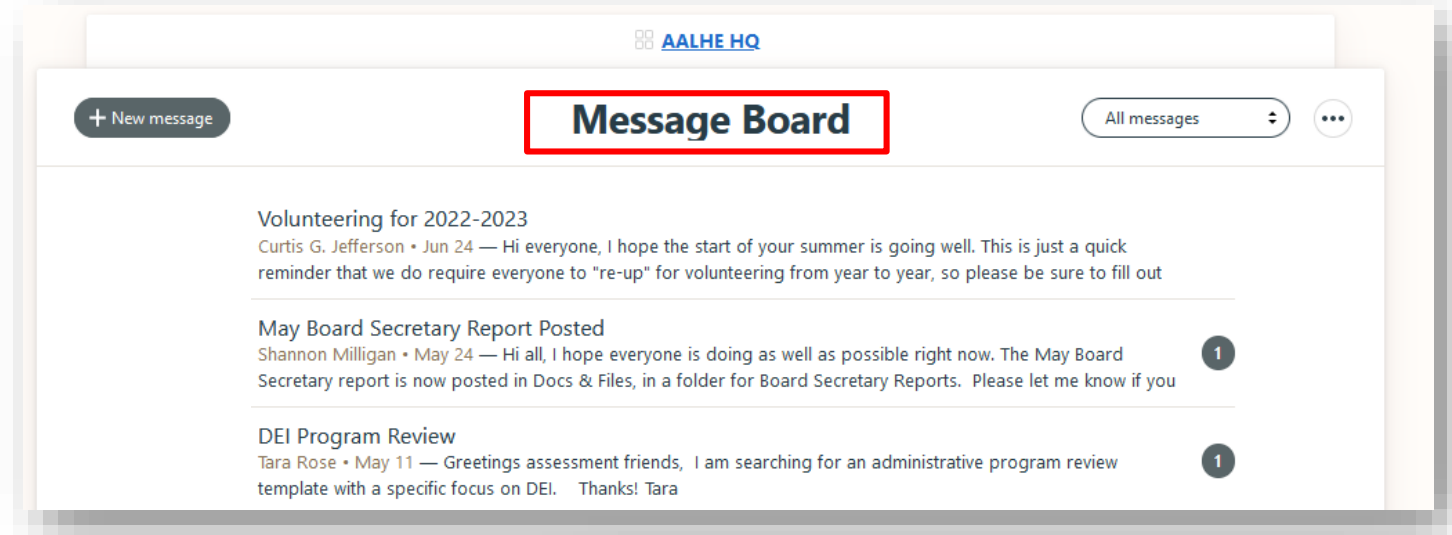 AALHE HQ
+ New message
Message Board
All messages
Volunteering for 2022-2023
Curtis G. Jefferson • Jun 24 — Hi everyone, I hope the start of your summer is going well. This is just a quick
reminder that we do require everyone to "re-up" for volunteering from year to year, so please be sure to fill out
May Board Secretary Report Posted
Shannon Milligan • May 24 — Hi all, I hope everyone is doing as well as possible right now. The May Board
Secretary report is now posted in Docs & Files, in a folder for Board Secretary Reports.  Please let me know if you
1
DEI Program Review
Tara Rose • May 11 — Greetings assessment friends,  I am searching for an administrative program review
template with a specific focus on DEI.    Thanks! Tara
1